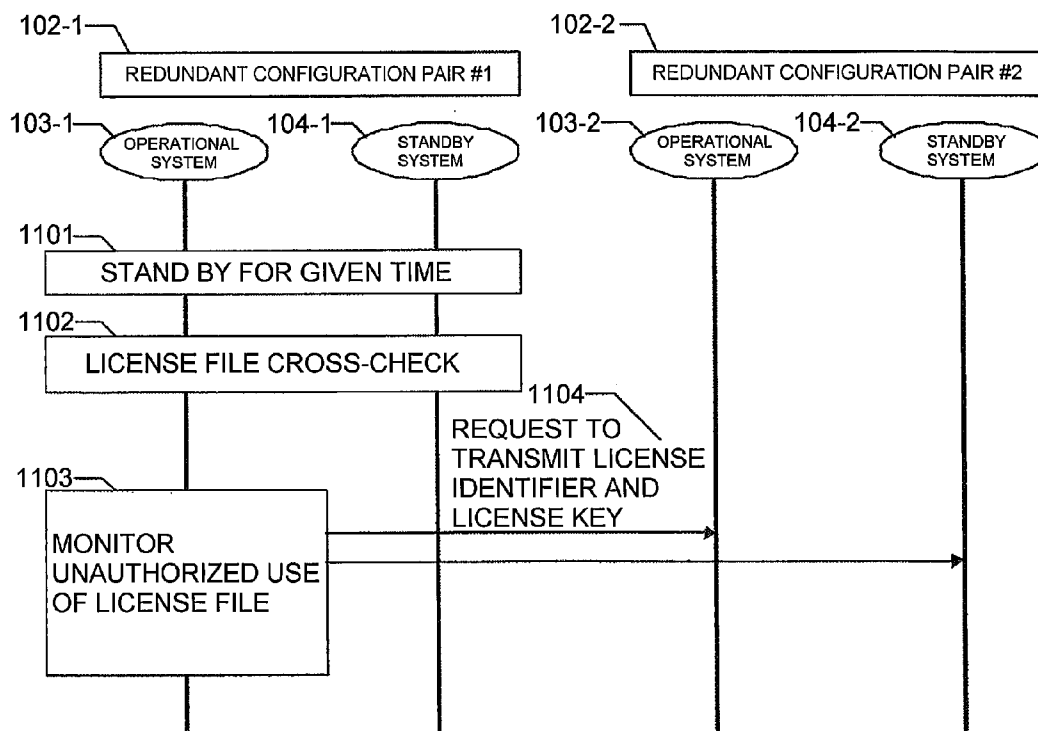 102-1
102-2
REDUNDANT CONFIGURATION PAIR #1
REDUNDANT CONFIGURATION PAIR #2
103-1
104-1
103-2
104-2
OPERATIONAL
SYSTEM
STANDBY
SYSTEM
OPERATIONAL
SYSTEM
STANDBY
SYSTEM
1101
STAND BY FOR GIVEN TIME
1102
LICENSE FILE CROSS-CHECK
1104
REQUEST TO
TRANSMIT LICENSE
IDENTIFIER AND
LICENSE KEY
1103
MONITOR
UNAUTHORIZED USE
OF LICENSE FILE